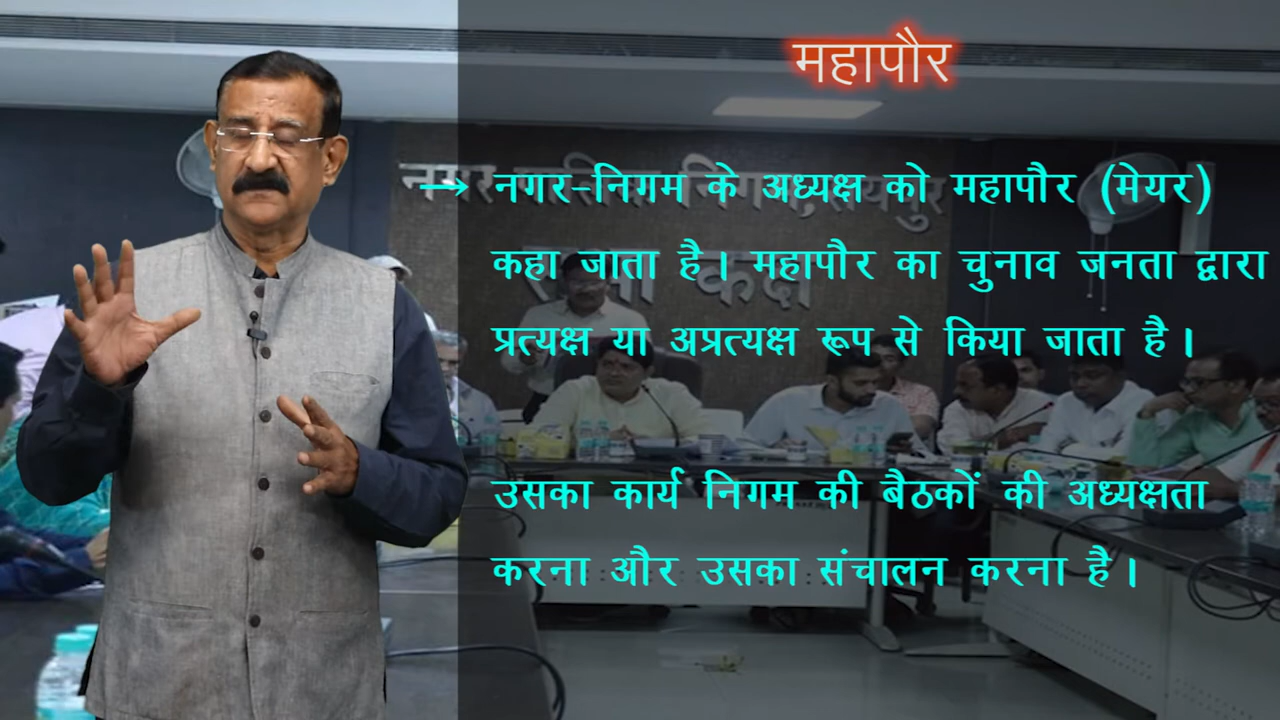 महापौर
→ नगर-निगम के अध्यक्ष को महापौर (मेयर)
कहा जाता है। महापौर का चुनाव जनता द्वारा
प्रत्यक्ष या अप्रत्यक्ष रूप से किया जाता है।
उसका कार्य निगम की बैठकों की अध्यक्षता
करना और उसका संचालन करना है।